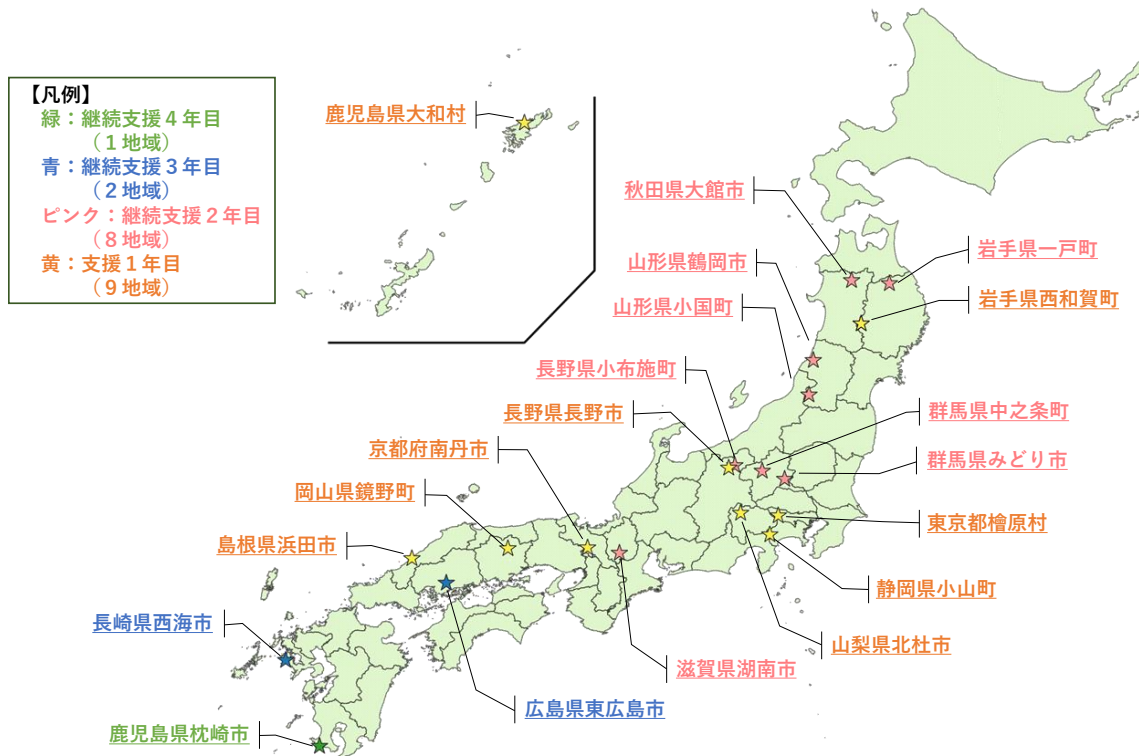 【凡例】
緑：継続支援４年目
（１地域）
青：継続支援３年目
（２地域）
ピンク：継続支援２年目
（８地域）
黄：支援１年目
（９地域）
鹿児島県大和村
秋田県大館市
岩手県一戸町
山形県鶴岡市
岩手県西和賀町
山形県小国町
長野県小布施町
長野県長野市
群馬県中之条町
京都府南丹市
群馬県みどり市
岡山県鏡野町
東京都檜原村
島根県浜田市
静岡県小山町
長崎県西海市
山梨県北杜市
滋賀県湖南市
広島県東広島市
鹿児島県枕崎市